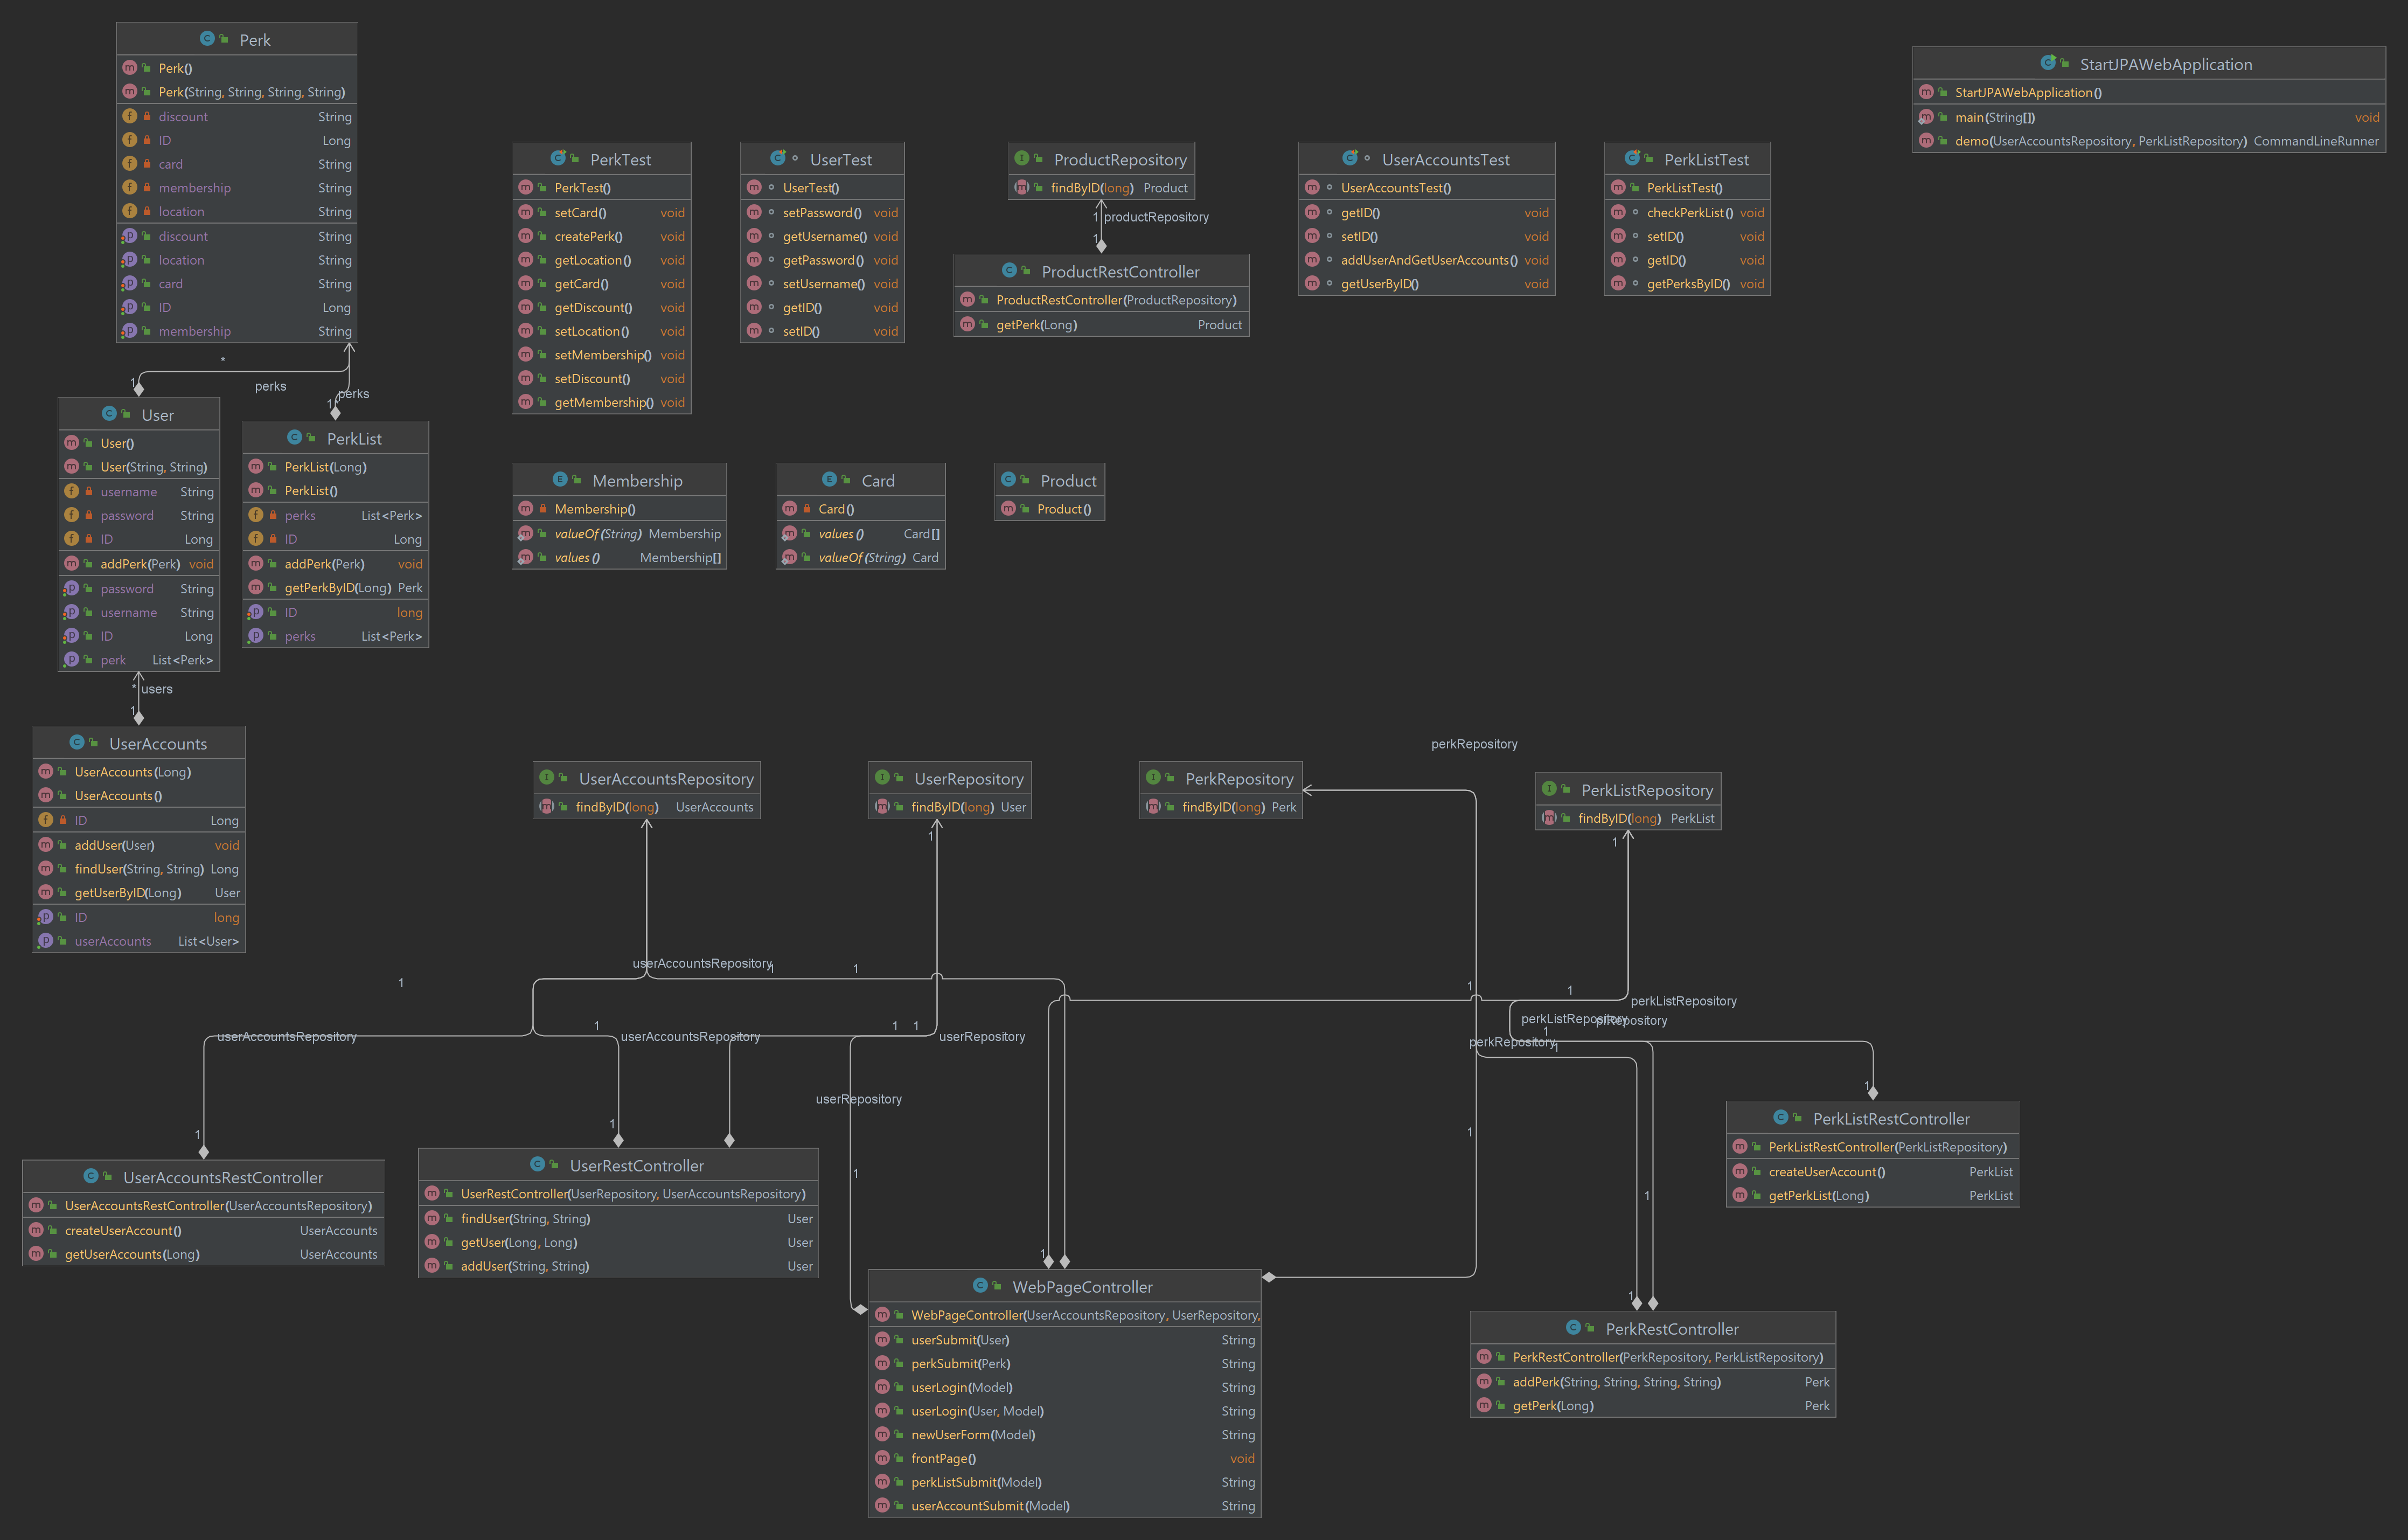 Perk
Perk()
Perk(String, String, String, String)
discount String
ID Long
card String
membership String
location String
discount String
location String
card String
ID Long
membership String
*
1
perks
perks
1
User
User()
User(String, String)
username String
password String
ID Long
addPerk(Perk) void
password String
username String
ID Long
perk List<Perk>
PerkList
PerkList(Long)
PerkList()
perks List<Perk>
ID Long
addPerk(Perk) void
getPerkByID(Long) Perk
ID long
perks List<Perk>
* users
1
UserAccounts
UserAccounts(Long)
UserAccounts()
ID Long
addUser(User) void
findUser(String, String) Long
getUserByID(Long) User
ID long
userAccounts List<User>
PerkTest
PerkTest()
setCard() void
createPerk() void
getLocation() void
getCard() void
getDiscount() void
setLocation() void
setMembership() void
setDiscount() void
getMembership() void
UserTest
UserTest()
setPassword() void
getUsername() void
getPassword() void
setUsername() void
getID() void
setID() void
ProductRepository
findByID(long) Product
1 productRepository
1
ProductRestController
ProductRestController(ProductRepository)
getPerk(Long) Product
UserAccountsTest
UserAccountsTest()
getID() void
setID() void
addUserAndGetUserAccounts() void
getUserByID() void
PerkListTest
PerkListTest()
checkPerkList() void
setID() void
getID() void
getPerksByID() void
StartJPAWebApplication
StartJPAWebApplication()
main(String[]) void
demo(UserAccountsRepository, PerkListRepository) CommandLineRunner
Membership
Membership()
valueOf(String) Membership
values() Membership[]
Card
Card()
values() Card[]
valueOf(String) Card
Product
Product()
UserAccountsRepository
findByID(long) UserAccounts
UserRepository
findByID(long) User
1
PerkRepository
findByID(long) Perk
perkRepository
PerkListRepository
findByID(long) PerkList
1
userAccountsRepository
1
1
1
1
1
perkListRepository
userAccountsRepository
1
userAccountsRepository
1
1
userRepository
perkListRepository
plRepository
1
perkRepository
1
userRepository
1
1
1
1
1
1
1
1
1
UserAccountsRestController
UserAccountsRestController(UserAccountsRepository)
createUserAccount() UserAccounts
getUserAccounts(Long) UserAccounts
UserRestController
UserRestController(UserRepository, UserAccountsRepository)
findUser(String, String) User
getUser(Long, Long) User
addUser(String, String) User
WebPageController
WebPageController(UserAccountsRepository, UserRepository,
userSubmit(User) String
perkSubmit(Perk) String
userLogin(Model) String
userLogin(User, Model) String
newUserForm(Model) String
frontPage() void
perkListSubmit(Model) String
userAccountSubmit(Model) String
PerkListRestController
PerkListRestController(PerkListRepository)
createUserAccount() PerkList
getPerkList(Long) PerkList
PerkRestController
PerkRestController(PerkRepository, PerkListRepository)
addPerk(String, String, String, String) Perk
getPerk(Long) Perk